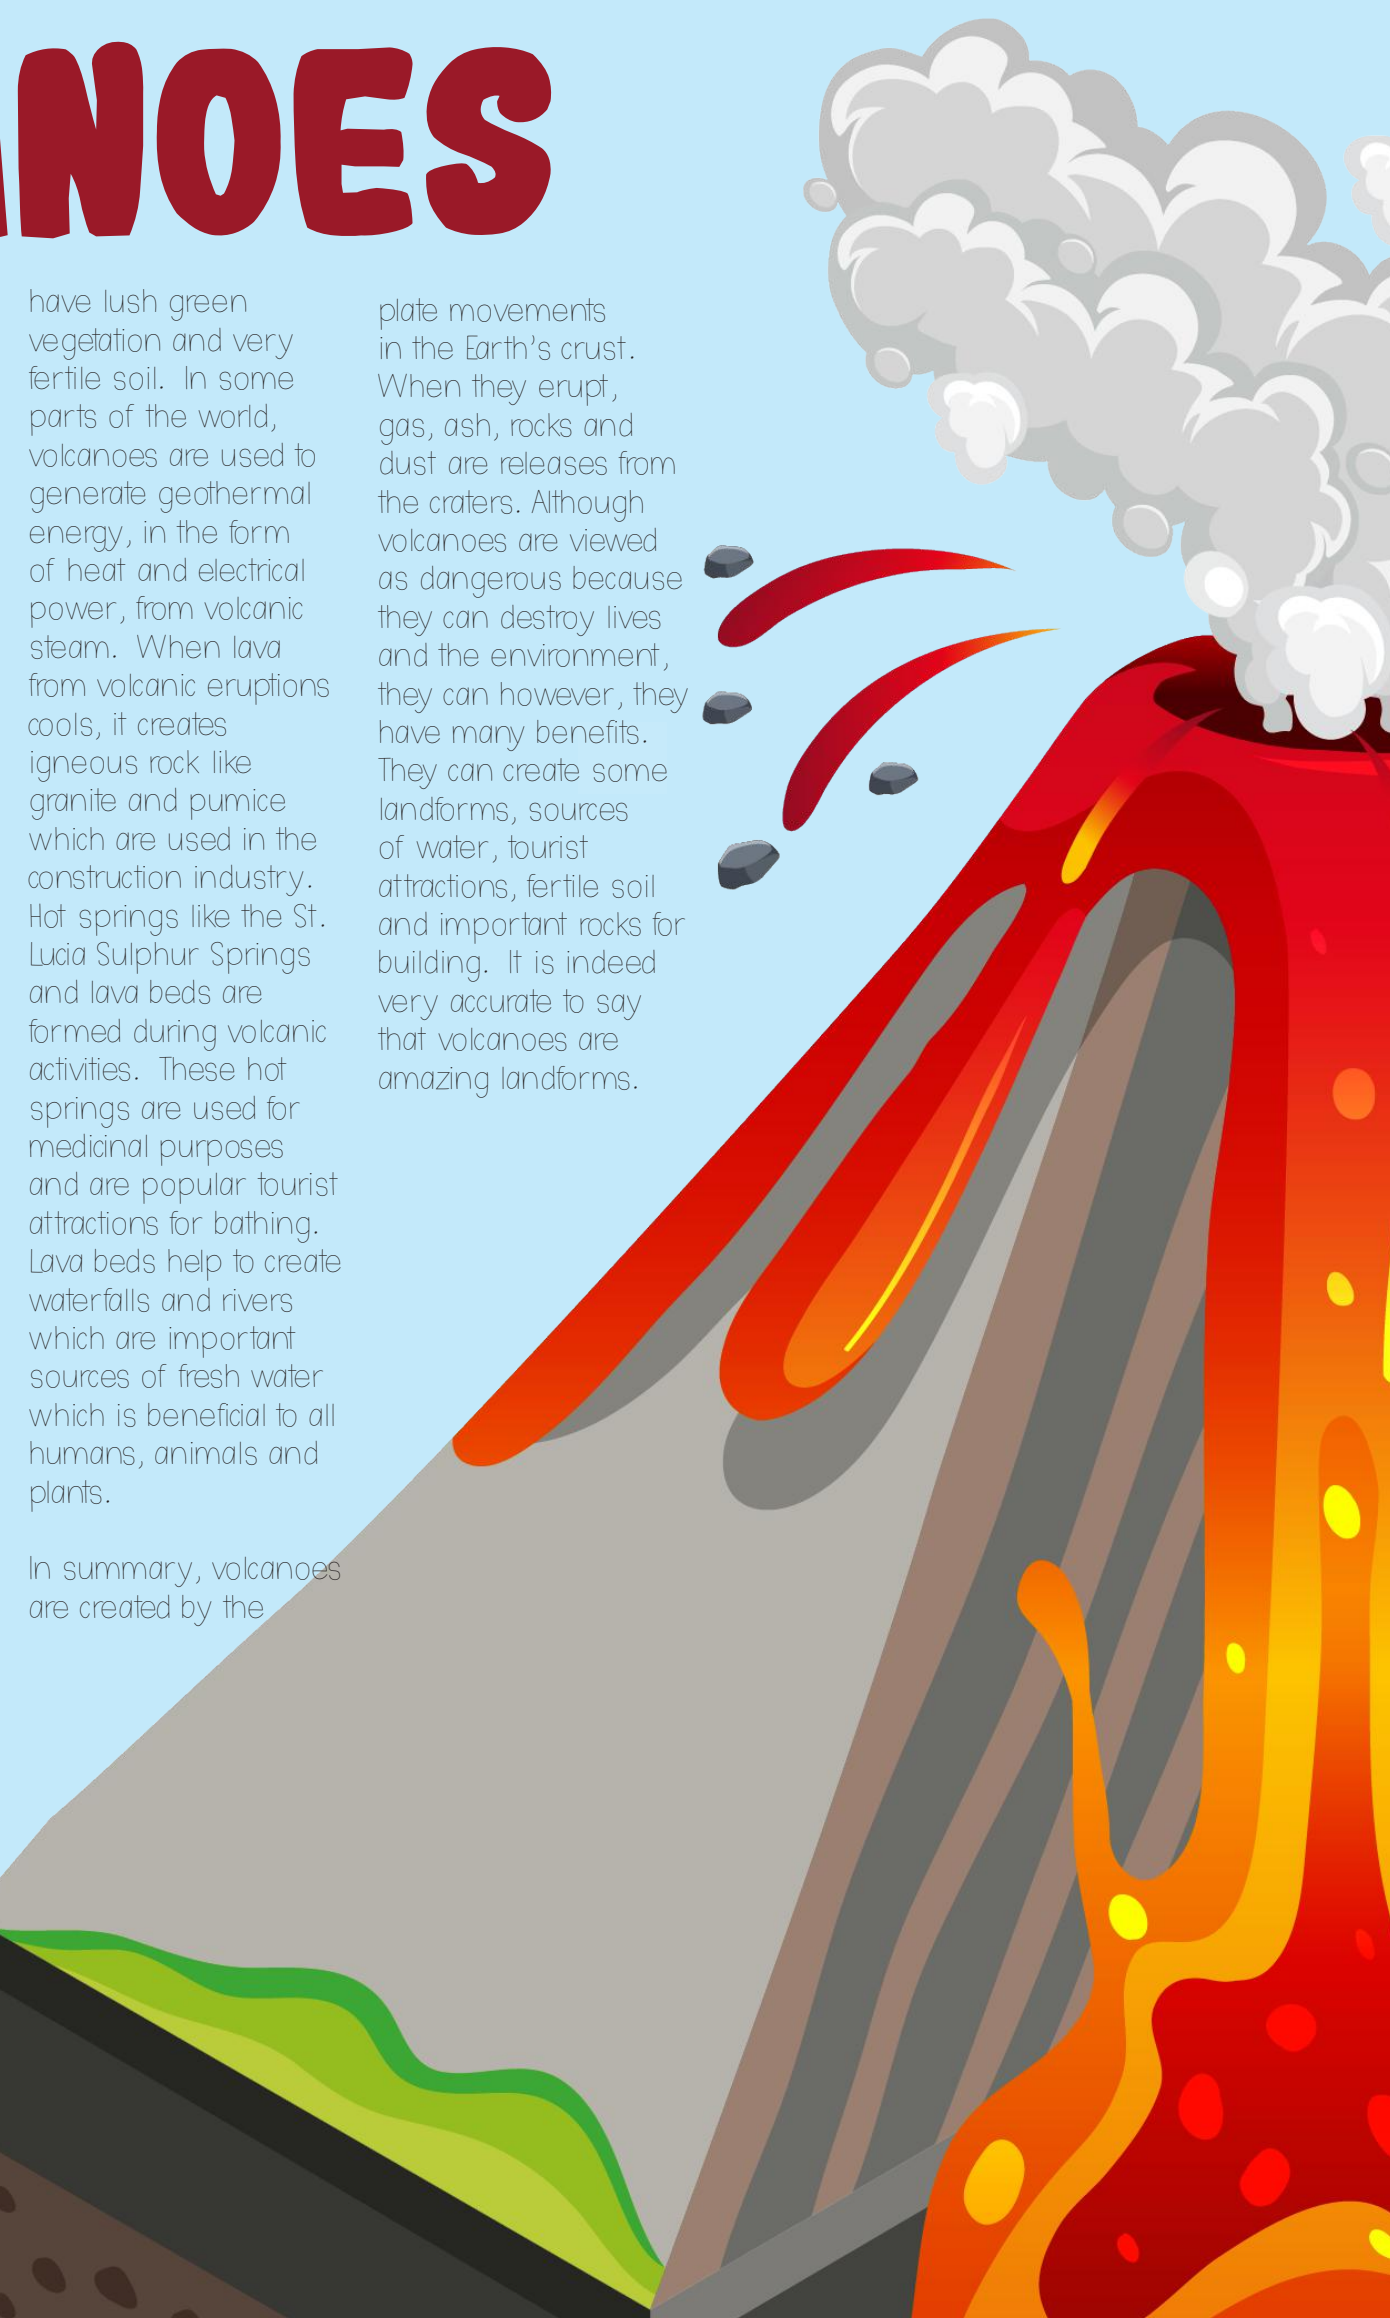 NOES
have lush green
vegetation and very
fertile soil. In some
parts of the world,
volcanoes are used to
generate geothermal
energy, in the form
of heat and electrical
power, from volcanic
steam. When lava
from volcanic eruptions
cools, it creates
igneous rock like
granite and pumice
which are used in the
construction industry.
Hot springs like the St.
Lucia Sulphur Springs
and lava beds are
formed during volcanic
activities. These hot
springs are used for
medicinal purposes
and are popular tourist
attractions for bathing.
Lava beds help to create
waterfalls and rivers
which are important
sources of fresh water
which is beneficial to all
humans, animals and
plants.
In summary, volcanoes
are created by the
plate movements
in the Earth's crust.
When they erupt,
gas, ash, rocks and
dust are releases from
the craters. Although
volcanoes are viewed
as dangerous because
they can destroy lives
and the environment,
they can however, they
have many benefits.
They can create some
landforms, sources
of water, tourist
attractions, fertile soil
and important rocks for
building. It is indeed
very accurate to say
that volcanoes are
amazing landforms.